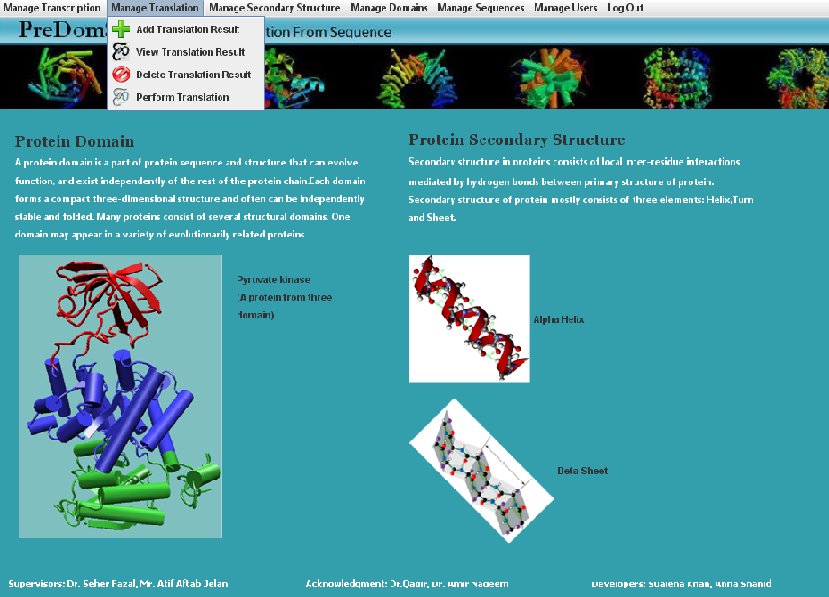 Manage Transcription Manage Translation Manage Secondary Structure Manage Domains Manage Sequences Manage Users Log Out
PreDomS tion From Sequence
Add Translation Result
View Translation Result
Delete Translation Result
Perform Translation
Protein Domain
A protein domain is a part of protein sequence and structure that can evolve
function, and exist independently of the rest of the protein chain.Each domain
forms a compact three-dimensional structure and often can be independently
stable and folded. Many proteins consist of several structural domains. One
domain may appear in a variety of evolutionarily related proteins
Protein Secondary Structure
Secondary structure in proteins consists of local inter-residue interactions
mediated by hydrogen bonds between primary structure of protein.
Secondary structure of protein mostly consists of three elements: Helix,Turn
and Sheet.
Pyruvate kinase
(A protein from three
domain)
Alpha Helix
Beta Sheet
Supervisors: Dr. Seher Fazal, Mr. Atif Aftab Jelan
Acknowledgment: Dr.Qadir, Dr. Amir Nadeem
Developers: Khan, Anna Shahid